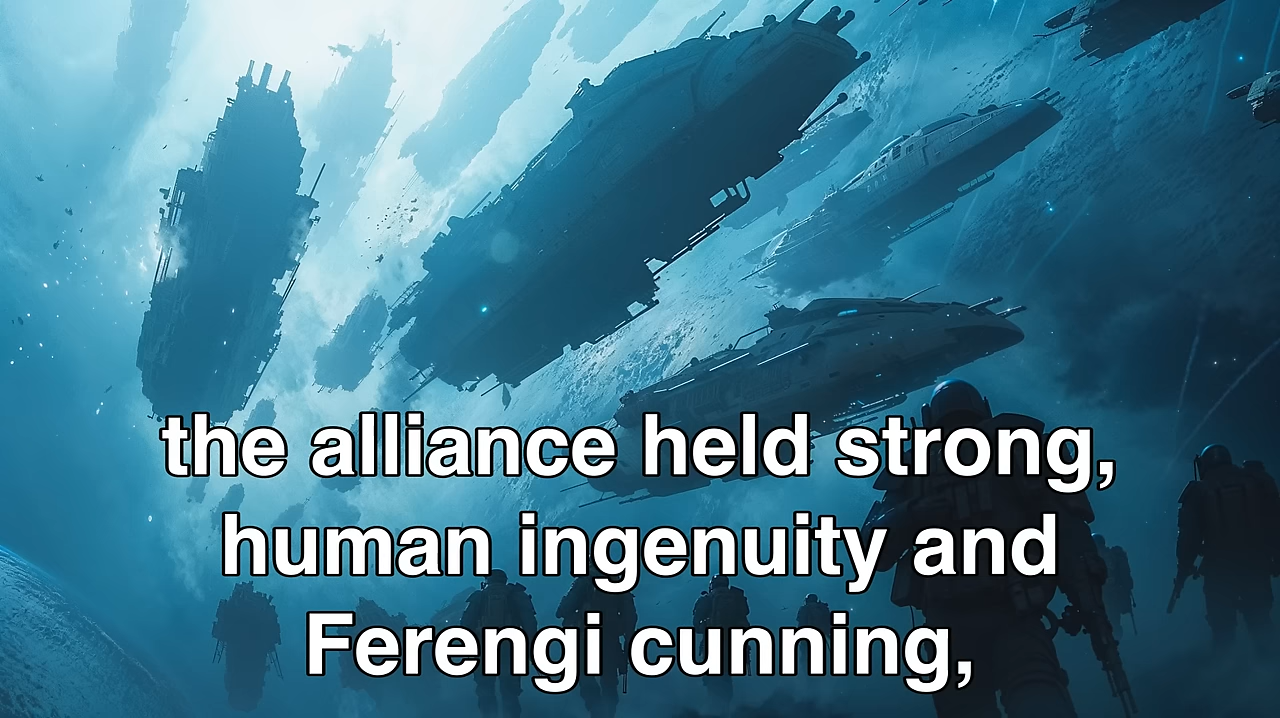 the alliance held strong,
human ingenuity and
Ferengi cunning,